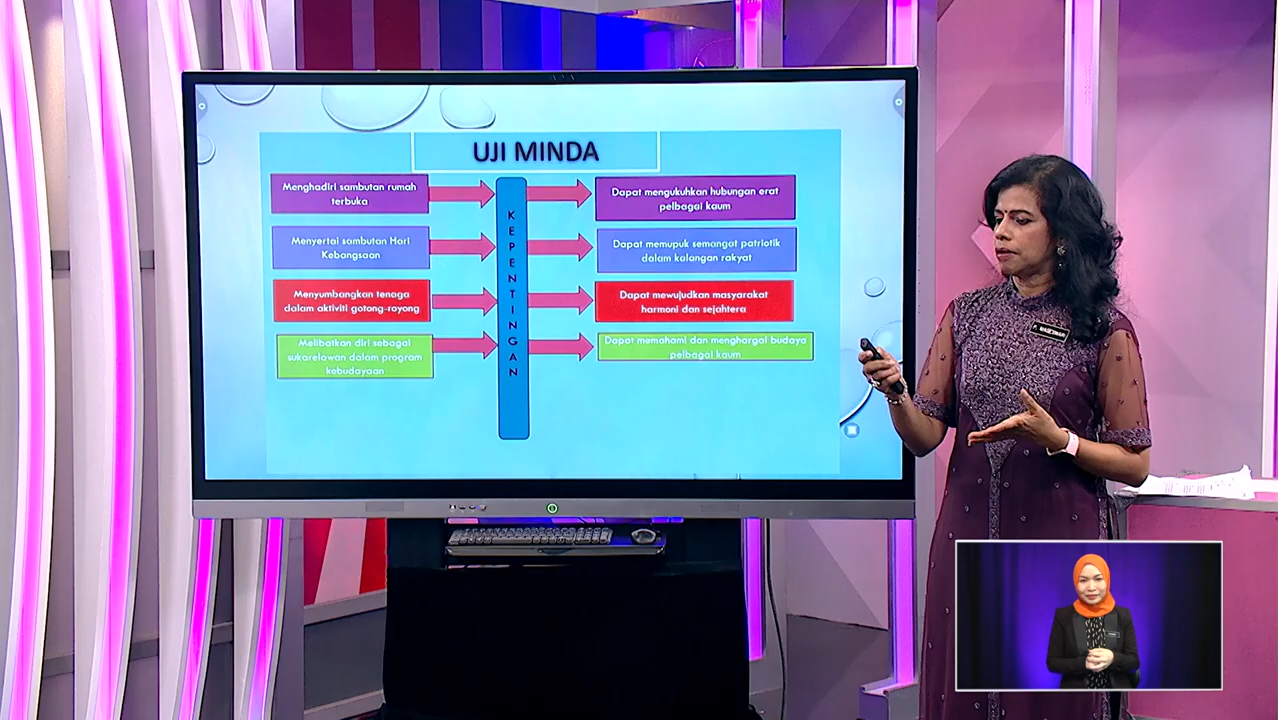 UJI MINDA
Menghadiri sambutan rumah
terbuka
Dapat mengukuhkan hubungan erat
pelbagai kaum
Menyertai sambutan Hari
Kebangsaan
Dapat memupuk semangat patriotik
dalam kalangan rakyat
Menyumbangkan tenaga
dalam aktiviti gotong-royong
Dapat mewujudkan masyarakat
harmoni dan sejahtera
Melibatkan diri sebagai
sukarelawan dalam program
kebudayaan
Dapat memahami dan menghargai budaya
pelbagai kaum
KEPENTINGAN